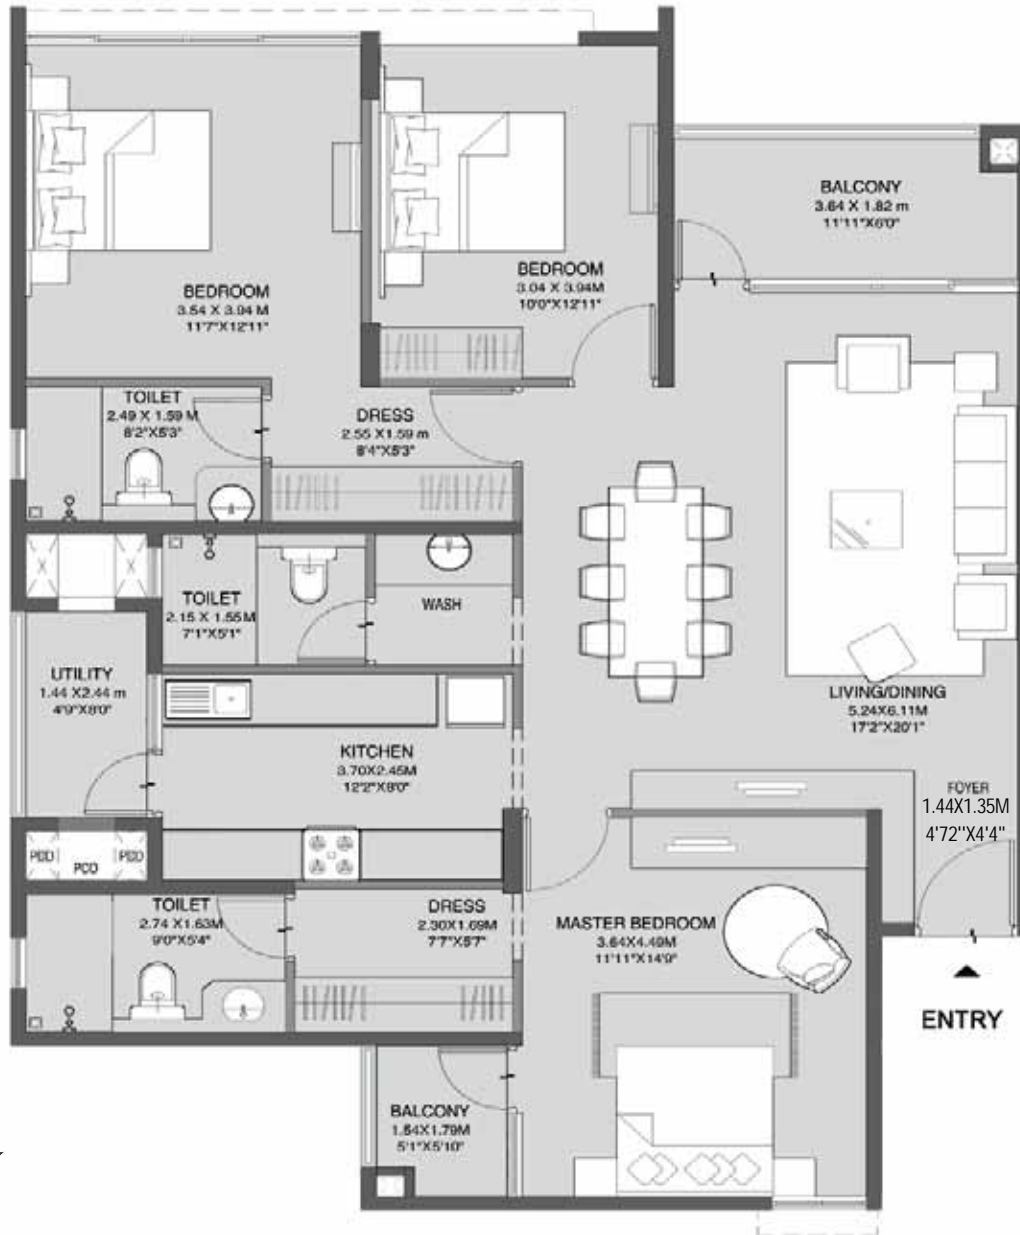 BALCONY
3.64 X 1.82 m
11'11"X6'0"
BEDROOM
3.54 X 3.94 M
11'7"X12'11"
BEDROOM
3.04 X 3.94M
10'0"X12'11"
TOILET
2.49 X 1.59 M
8'2"X5'3"
DRESS
2.55 X1.59 m
8'4"X5'3"
TOILET
2.15 X 1.55M
7'1"X5'1"
WASH
UTILITY
1.44 X2.44 m
4'9"X8'0"
LIVING/DINING
5.24X6.11M
17'2"X20'1"
KITCHEN
3.70X2.45M
12'2"X8'0"
FOYER
1.44X1.35M
4'72''X4'4''
TOILET
2.74 X1.63M
9'0"X5'4"
DRESS
2.30X1.69M
7'7"X5'7"
MASTER BEDROOM
3.64X4.49M
11'11"X14'9"
ENTRY
BALCONY
1.54X1.79M
5'1"X5'10"